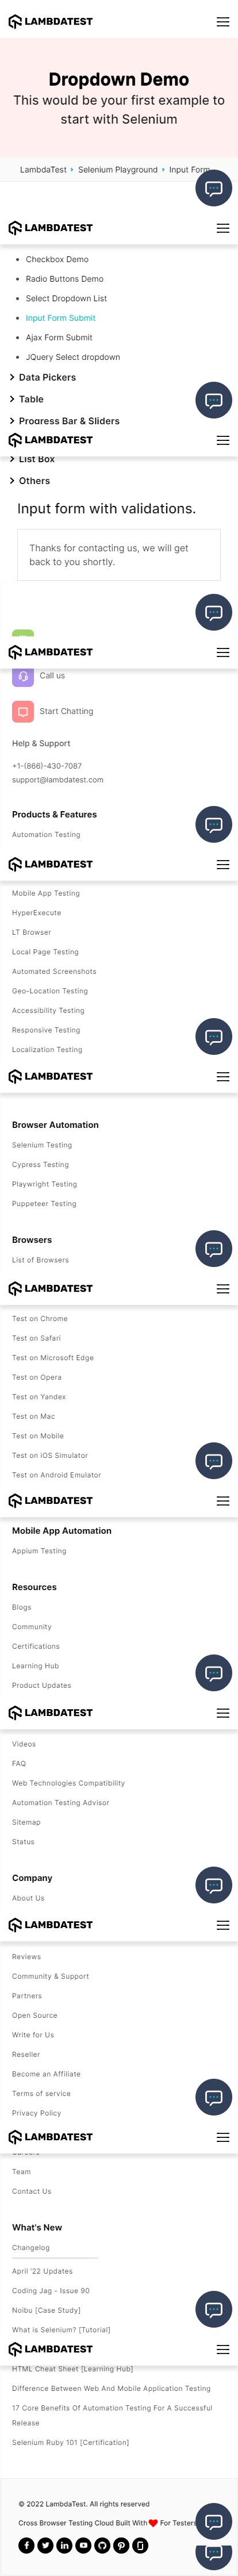 LAMBDATEST
Dropdown Demo
This would be your first example to
start with Selenium
LambdaTest Selenium Playground Input Form
LAMBDATEST
Checkbox Demo
Radio Buttons Demo
Select Dropdown List
Input Form Submit
Ajax Form Submit
JQuery Select dropdown
Data Pickers
Table
Progress Bar & Sliders
LAMBDATEST
List Box
Others
Input form with validations.
Thanks for contacting us, we will get
back to you shortly.
LAMBDATEST
Call us
Start Chatting
Help & Support
+1-(866)-430-7087
support@lambdatest.com
Products & Features
Automation Testing
LAMBDATEST
Mobile App Testing
HyperExecute
LT Browser
Local Page Testing
Automated Screenshots
Geo-Location Testing
Accessibility Testing
Responsive Testing
Localization Testing
LAMBDATEST
Browser Automation
Selenium Testing
Cypress Testing
Playwright Testing
Puppeteer Testing
Browsers
List of Browsers
LAMBDATEST
Test on Chrome
Test on Safari
Test on Microsoft Edge
Test on Opera
Test on Yandex
Test on Mac
Test on Mobile
Test on iOS Simulator
Test on Android Emulator
LAMBDATEST
Mobile App Automation
Appium Testing
Resources
Blogs
Community
Certifications
Learning Hub
Product Updates
LAMBDATEST
Videos
FAQ
Web Technologies Compatibility
Automation Testing Advisor
Sitemap
Status
Company
About Us
LAMBDATEST
Reviews
Community & Support
Partners
Open Source
Write for Us
Reseller
Become an Affiliate
Terms of service
Privacy Policy
LAMBDATEST
Careers
Team
Contact Us
What's New
Changelog
April '22 Updates
Coding Jag - Issue 90
Noibu [Case Study]
What is Selenium? [Tutorial]
LAMBDATEST
HTML Cheat Sheet [Learning Hub]
Difference Between Web And Mobile Application Testing
17 Core Benefits Of Automation Testing For A Successful
Release
Selenium Ruby 101 [Certification]
© 2022 LambdaTest. All rights reserved
Cross Browser Testing Cloud Built With For Testers